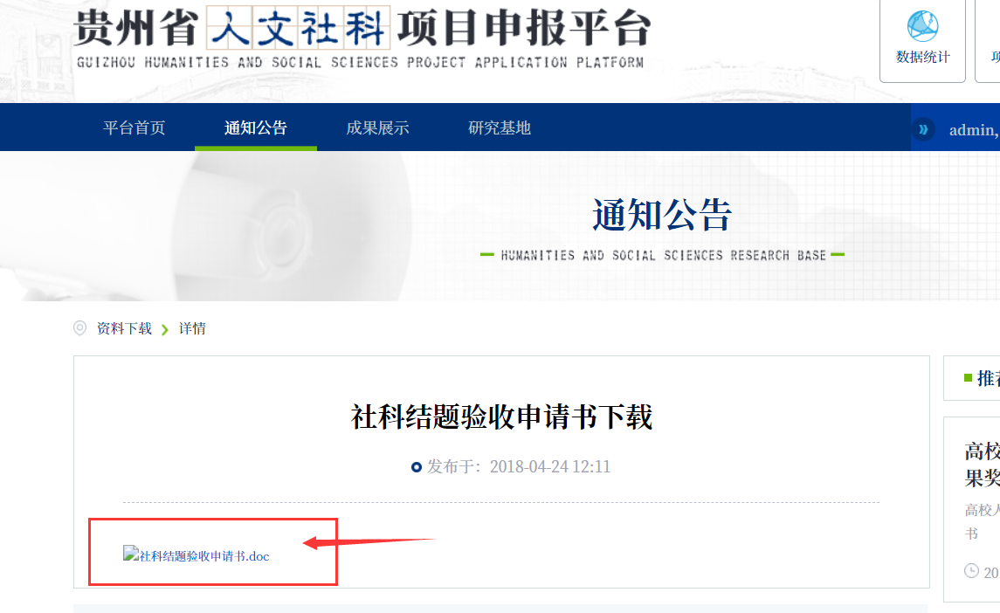 贵州省人文社科项目申报平台
GUIZHOU HUMANITIES AND SOCIAL SCIENCES PROJECT APPLICATION PLATFORM
数据统计
平台首页 通知公告 成果展示 研究基地
admin,
通知公告
HUMANITIES AND SOCIAL SCIENCES RESEARCH BASE
资料下载 详情
社科结题验收申请书下载
发布于：2018-04-24 12:11
社科结题验收申请书.doc
推荐
高校
果奖
高校人
书
20